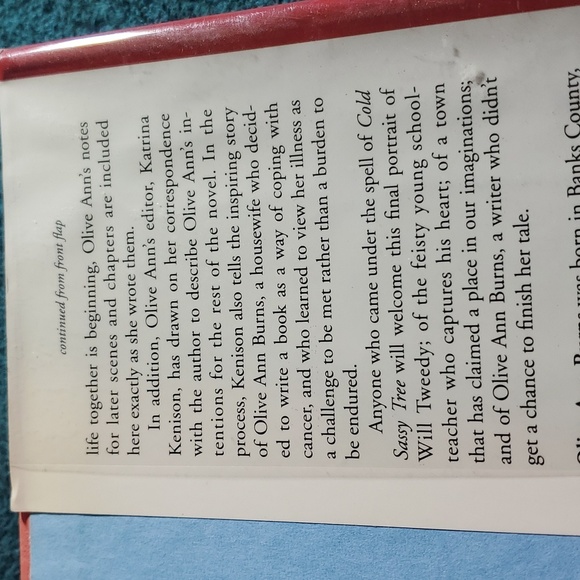 continued from front flap
life together is beginning, Olive Ann's notes
for later scenes and chapters are included
here exactly as she wrote them.
In addition, Olive Ann's editor, Katrina
Kenison, has drawn on her correspondence
with the author to describe Olive Ann's in-
tentions for the rest of the novel. In the
process, Kenison also tells the inspiring story
of Olive Ann Burns, a housewife who decid-
ed to write a book as a way of coping with
cancer, and who learned to view her illness as
a challenge to be met rather than a burden to
be endured.
Anyone who came under the spell of Cold
Sassy Tree will welcome this final portrait of
Will Tweedy; of the feisty young school-
teacher who captures his heart; of a town
that has claimed a place in our imaginations;
and of Olive Ann Burns, a writer who didn't
get a chance to finish her tale.
Burns was born in Banks County,